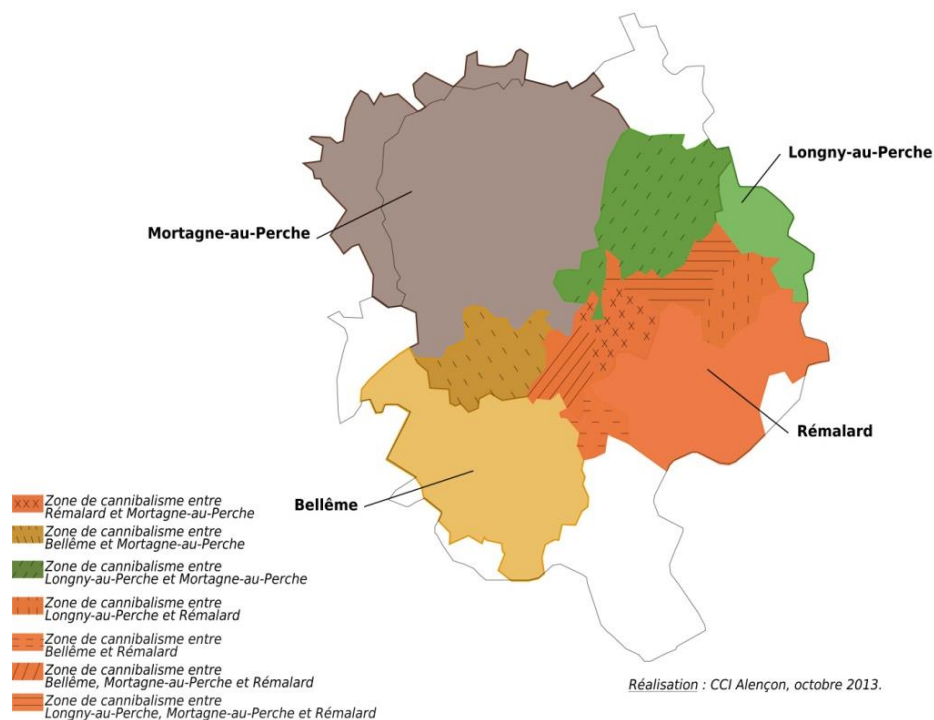 Longny-au-Perche
Mortagne-au-Perche
Rémalard
Bellême
Zone de cannibalisme entre
Rémalard et Mortagne-au-Perche
Zone de cannibalisme entre
Bellême et Mortagne-au-Perche
Zone de cannibalisme entre
Longny-au-Perche et Mortagne-au-Perche
Zone de cannibalisme entre
Longny-au-Perche et Rémalard
Zone de cannibalisme entre
Bellême et Rémalard
Zone de cannibalisme entre
Bellême, Mortagne-au-Perche et Rémalard
Zone de cannibalisme entre
Longny-au-Perche, Mortagne-au-Perche et Rémalard
Réalisation : CCI Alençon, octobre 2013.